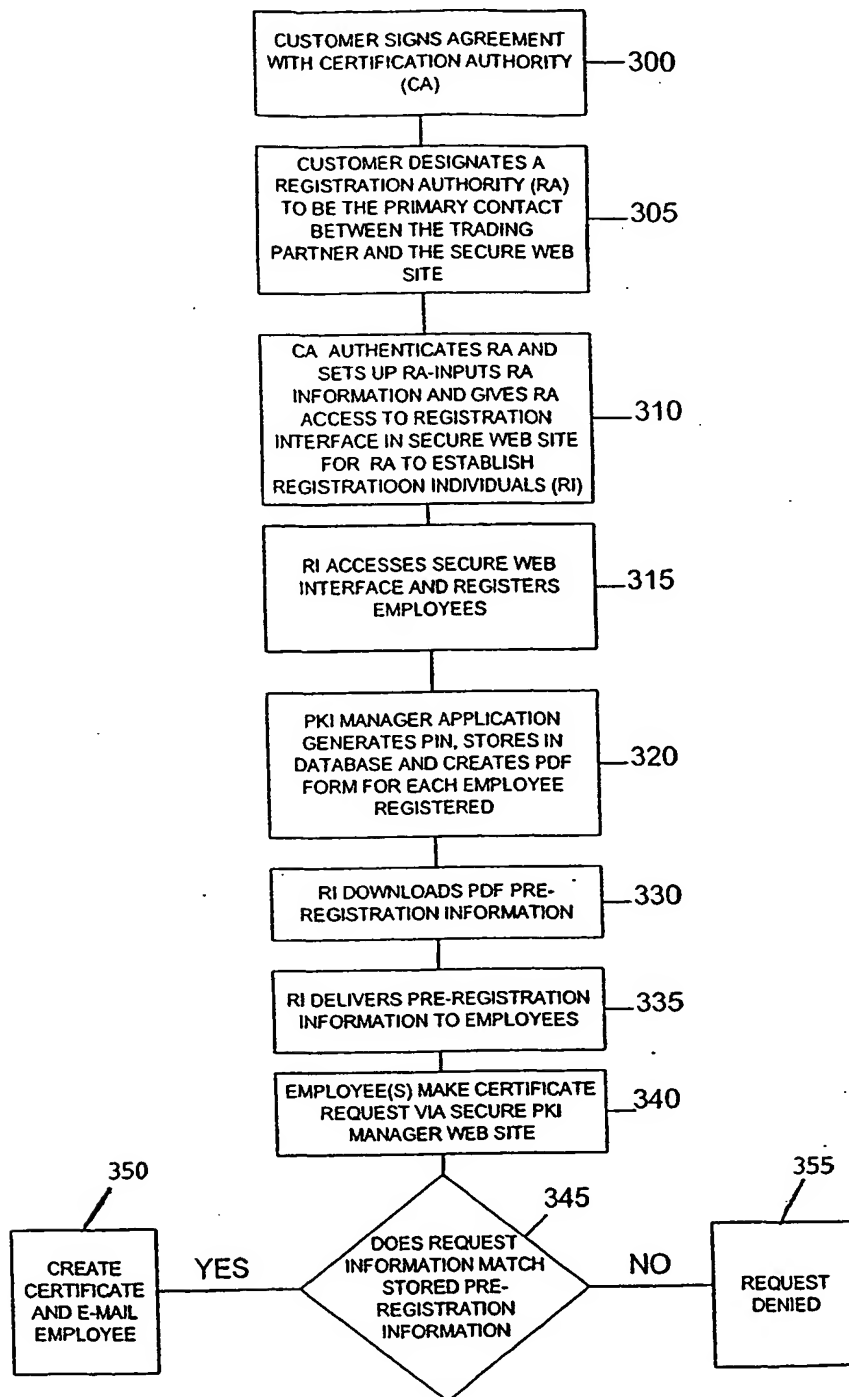 CUSTOMER SIGNS AGREEMENT
WITH CERTIFICATION AUTHORITY
(CA)
300
CUSTOMER DESIGNATES A
REGISTRATION AUTHORITY (RA)
TO BE THE PRIMARY CONTACT
BETWEEN THE TRADING
PARTNER AND THE SECURE WEB
SITE
305
CA AUTHENTICATES RA AND
SETS UP RA-INPUTS RA
INFORMATION AND GIVES RA
ACCESS TO REGISTRATION
INTERFACE IN SECURE WEB SITE
FOR RA TO ESTABLISH
REGISTRATIOON INDIVIDUALS (RI)
310
RI ACCESSES SECURE WEB
INTERFACE AND REGISTERS
EMPLOYEES
315
PKI MANAGER APPLICATION
GENERATES PIN, STORES IN
DATABASE AND CREATES PDF
FORM FOR EACH EMPLOYEE
REGISTERED
320
RI DOWNLOADS PDF PRE-
REGISTRATION INFORMATION
330
RI DELIVERS PRE-REGISTRATION
INFORMATION TO EMPLOYEES
335
EMPLOYEE(S) MAKE CERTIFICATE
REQUEST VIA SECURE PKI
MANAGER WEB SITE
340
345
DOES REQUEST
INFORMATION MATCH
STORED PRE-
REGISTRATION
INFORMATION
YES
350
CREATE
CERTIFICATE
AND E-MAIL
EMPLOYEE
NO
355
REQUEST
DENIED